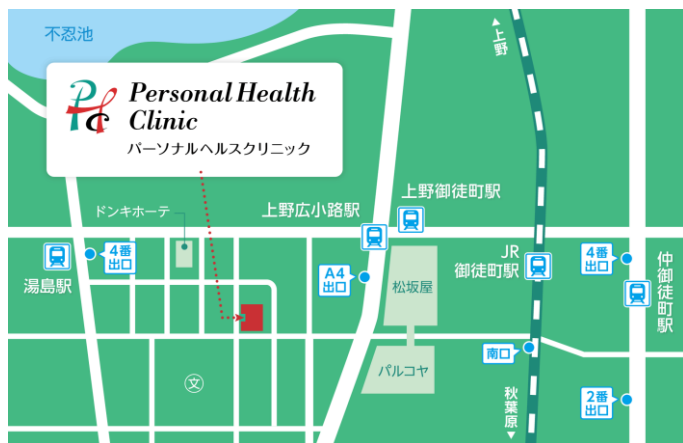 不忍池
▲上野
PHC
Personal Health
Clinic
パーソナルヘルスクリニック
ドンキホーテ
上野広小路駅
上野御徒町駅
4番
出口
湯島駅
A4
出口
松坂屋
JR
御徒町駅
4番
出口
仲御徒町駅
パルコヤ
南口
文
秋葉原▼
2番
出口